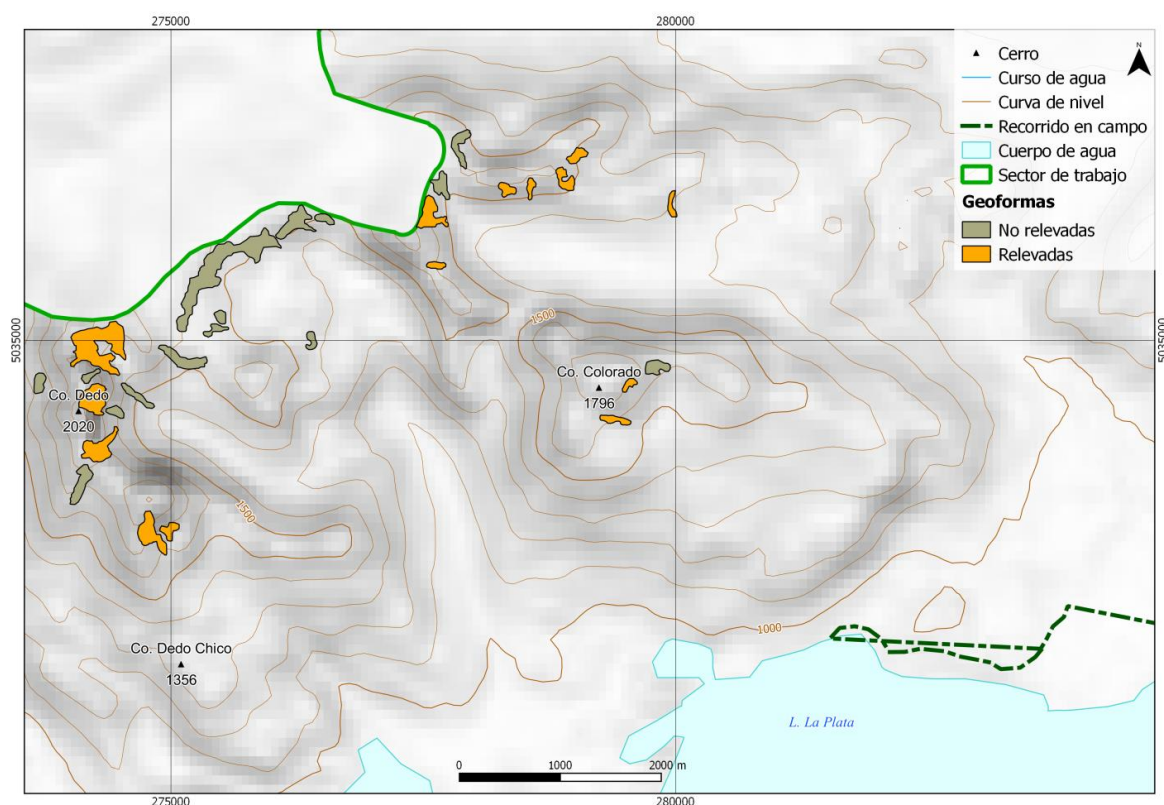 275000
280000
N
Cerro
Curso de agua
Curva de nivel
Recorrido en campo
Cuerpo de agua
Sector de trabajo
Geoformas
No relevadas
Relevadas
1500
5035000
5035000
Co. Colorado
1796
Co. Dedo
2020
1500
1000
Co. Dedo Chico
1356
L. La Plata
0
1000
2000 m
275000
280000